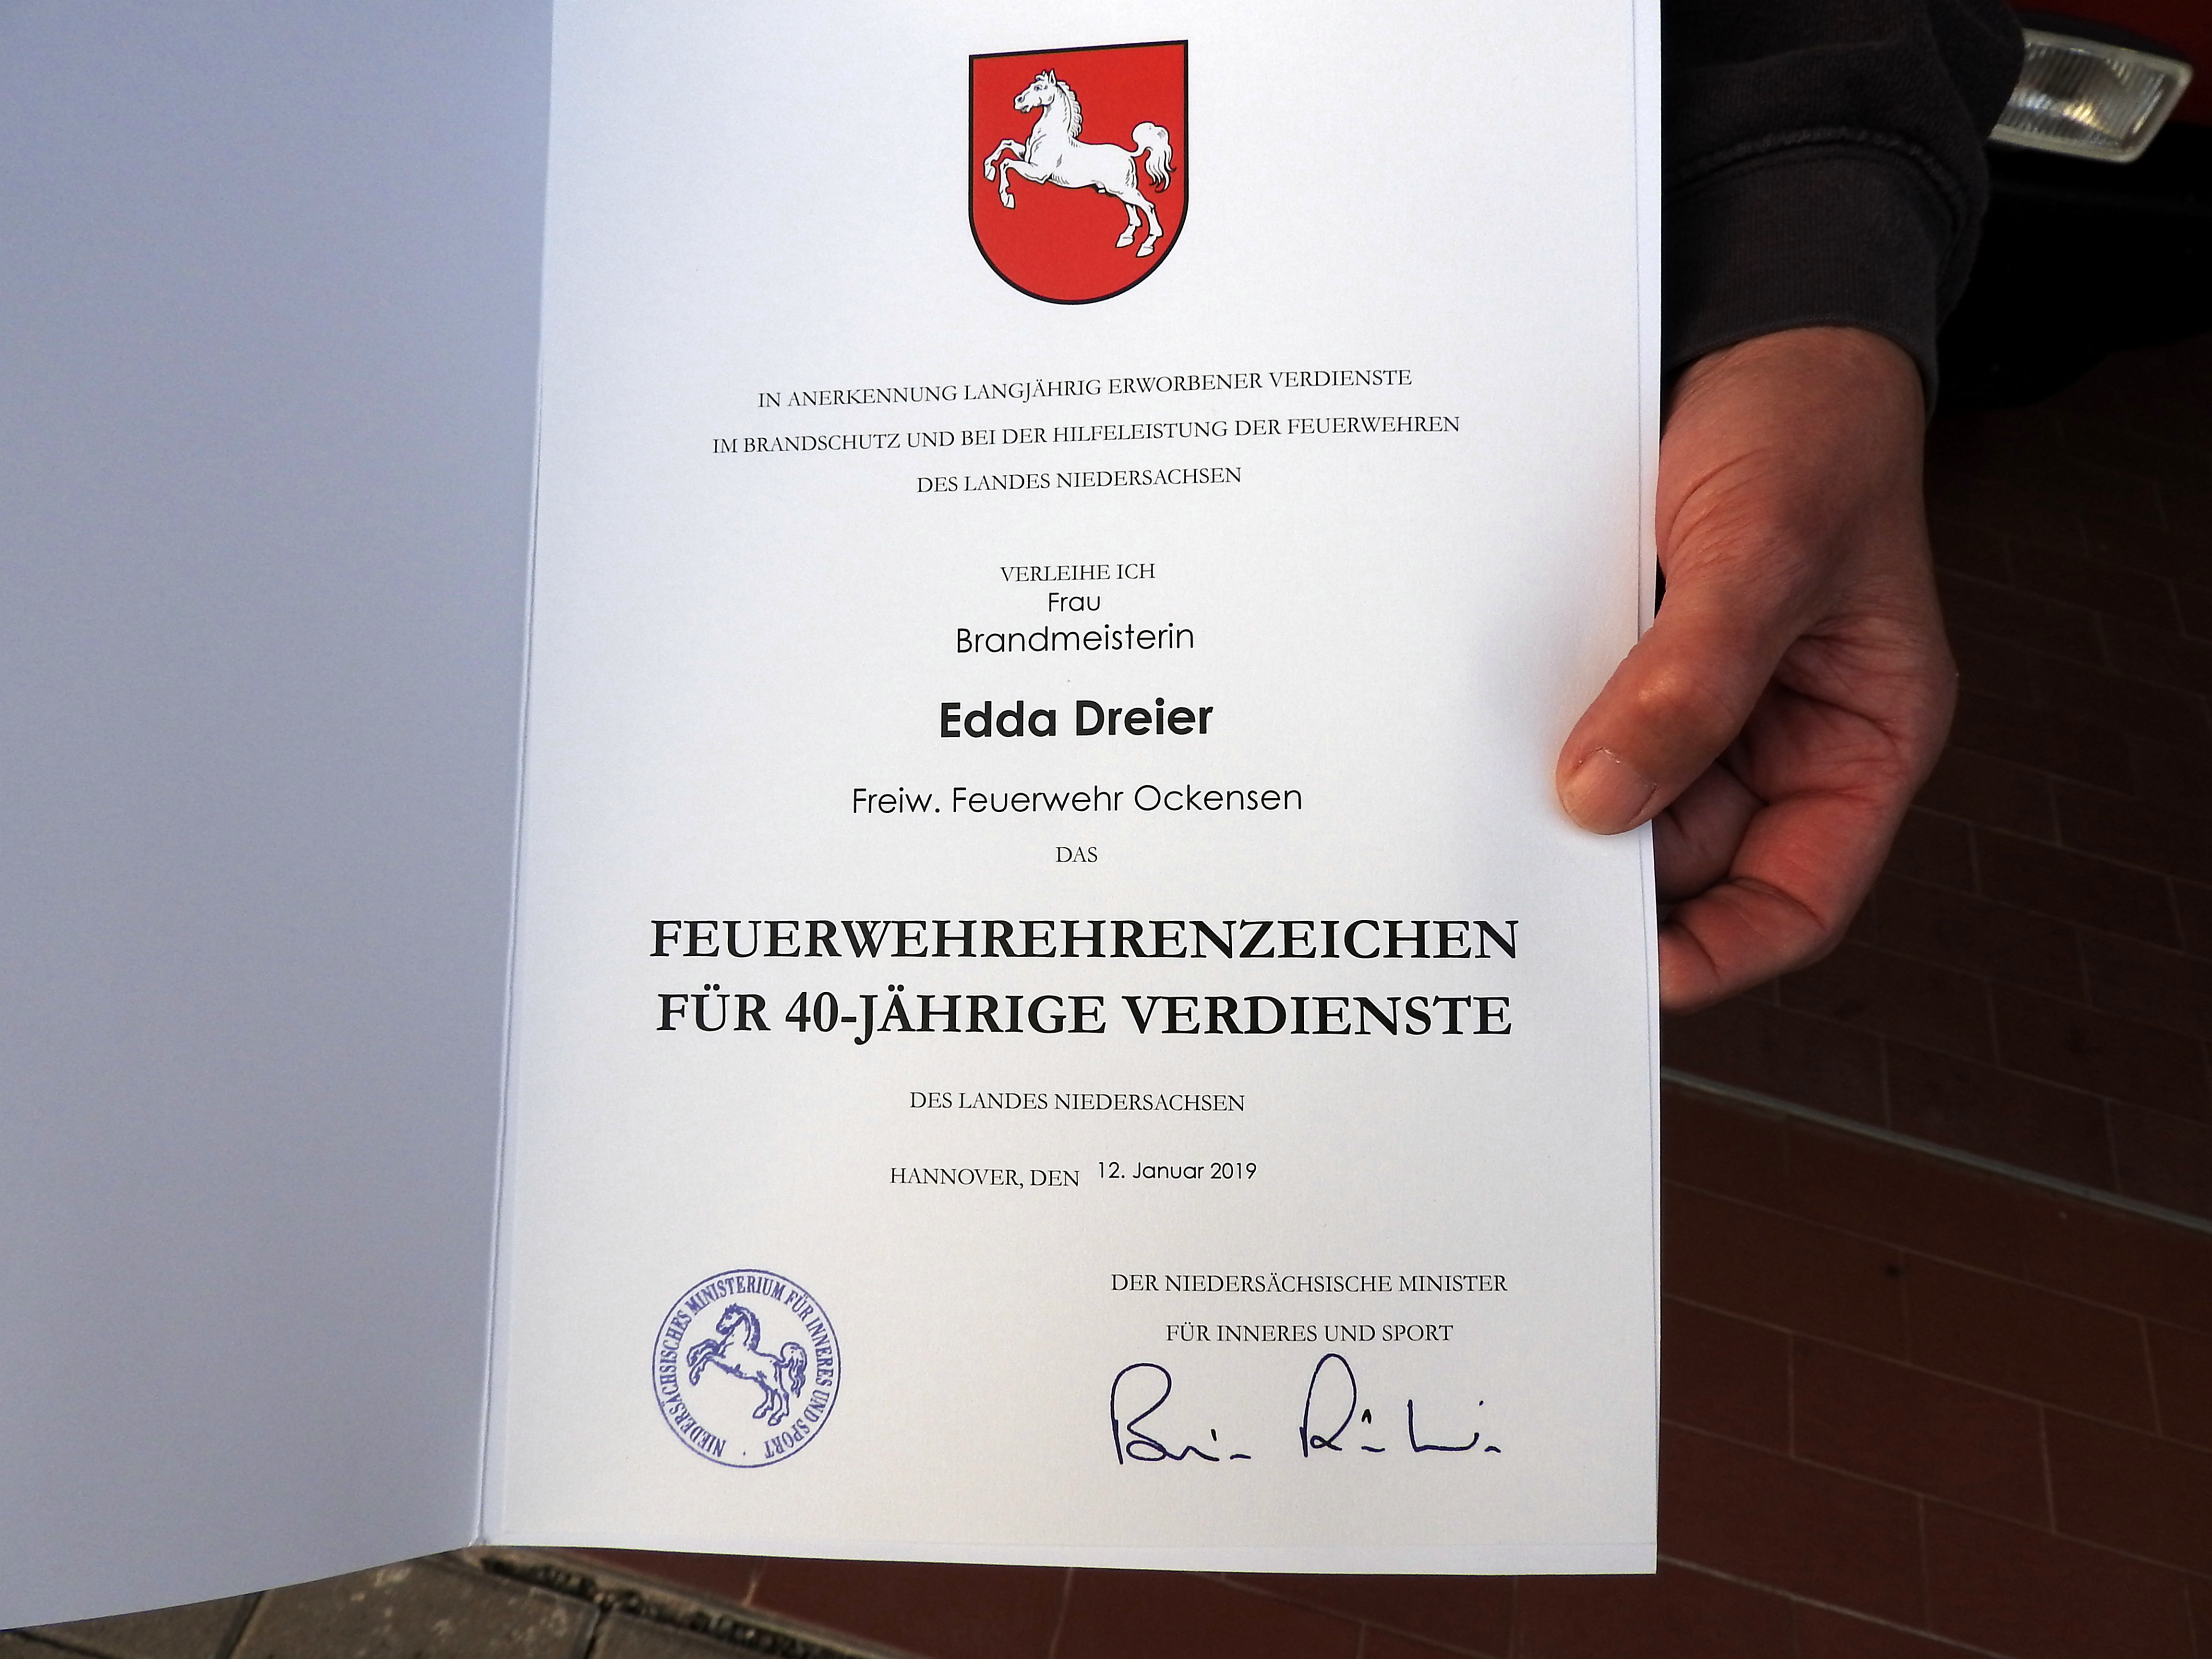 IN ANERKENNUNG LANGJÄHRIG ERWORBENER VERDIENSTE
IM BRANDSCHUTZ UND BEI DER HILFELEISTUNG DER FEUERWEHREN
DES LANDES NIEDERSACHSEN
VERLEIHE ICH
Frau
Brandmeisterin
Edda Dreier
Freiw. Feuerwehr Ockensen
DAS
FEUERWEHREHRENZEICHEN
FÜR 40-JÄHRIGE VERDIENSTE
DES LANDES NIEDERSACHSEN
HANNOVER, DEN 12. Januar 2019
NIEDERSÄCHSISCHES MINISTERIUM FÜR INNERES UND SPORT
DER NIEDERSÄCHSISCHE MINISTER
FÜR INNERES UND SPORT